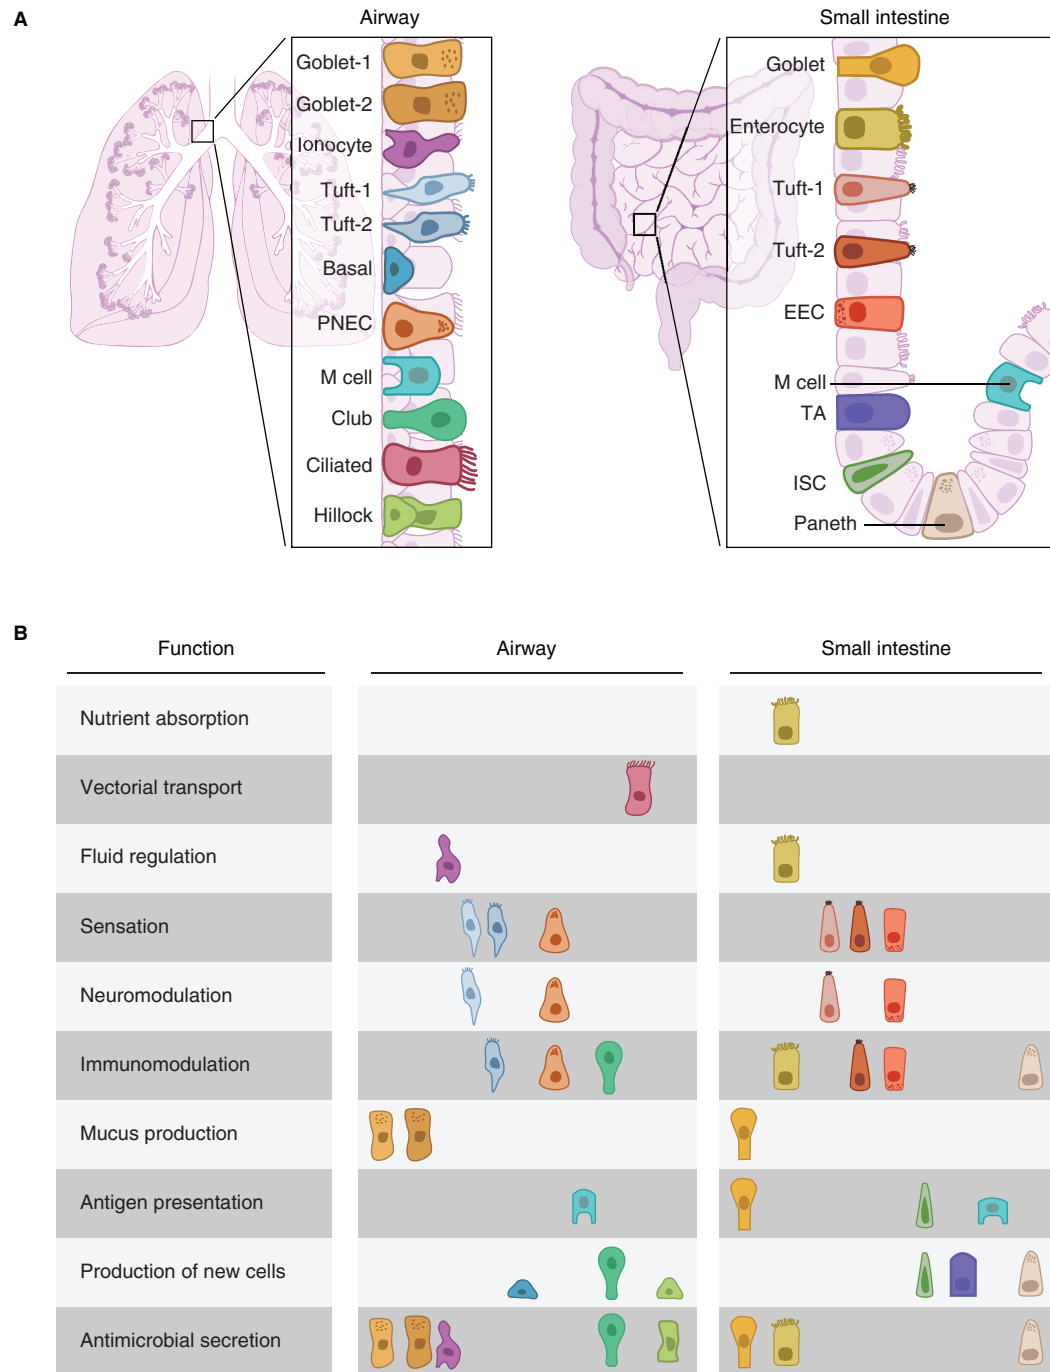 A
Airway
Small intestine
Goblet-1
Goblet-2
Ionocyte
Tuft-1
Tuft-2
Basal
PNEC
M cell
Club
Ciliated
Hillock
Goblet
Enterocyte
Tuft-1
Tuft-2
EEC
M cell
TA
ISC
Paneth
B
Function
Airway
Small intestine
Nutrient absorption
Vectorial transport
Fluid regulation
Sensation
Neuromodulation
Immunomodulation
Mucus production
Antigen presentation
Production of new cells
Antimicrobial secretion